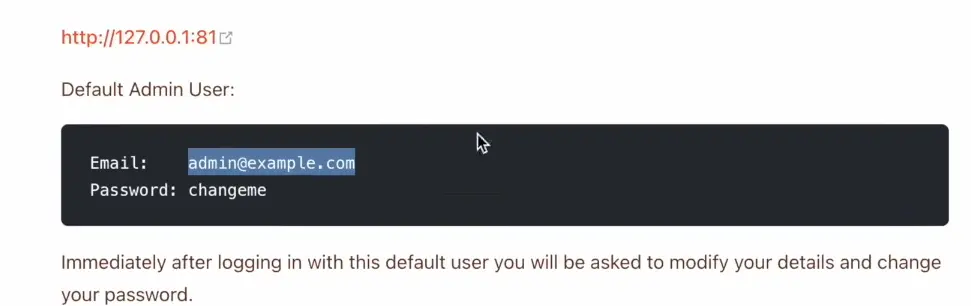 http://127.0.0.1:81
Default Admin User:
Email:    admin@example.com
Password: changeme
Immediately after logging in with this default user you will be asked to modify your details and change
your password.